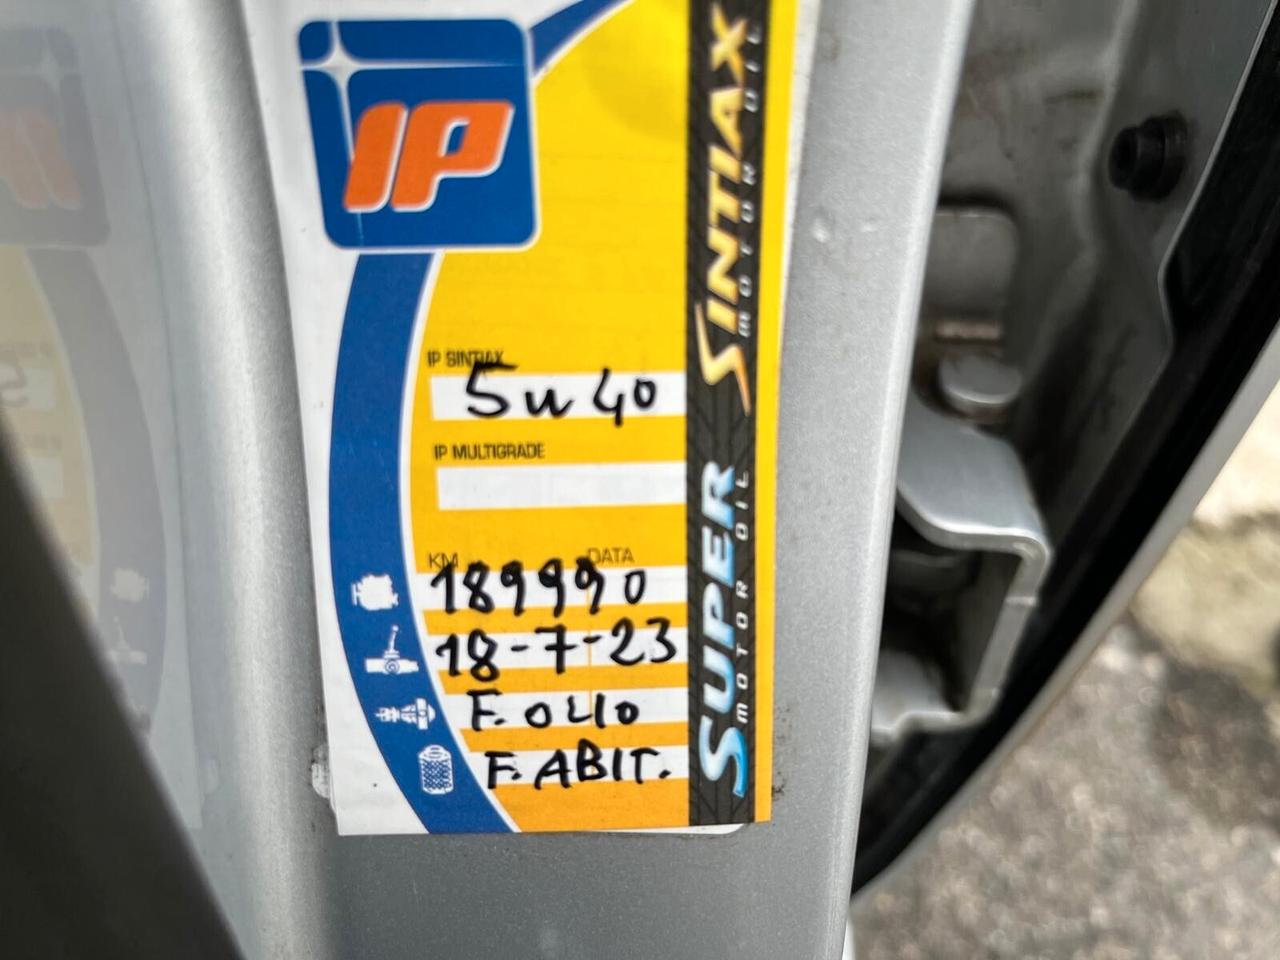 IP
IP SINTIAX
5W40
IP MULTIGRADE
KM DATA
189990
18-7-23
F. OLIO
F. ABIT.
SUPER SINTIAX
MOTOR OIL MOTOR OIL